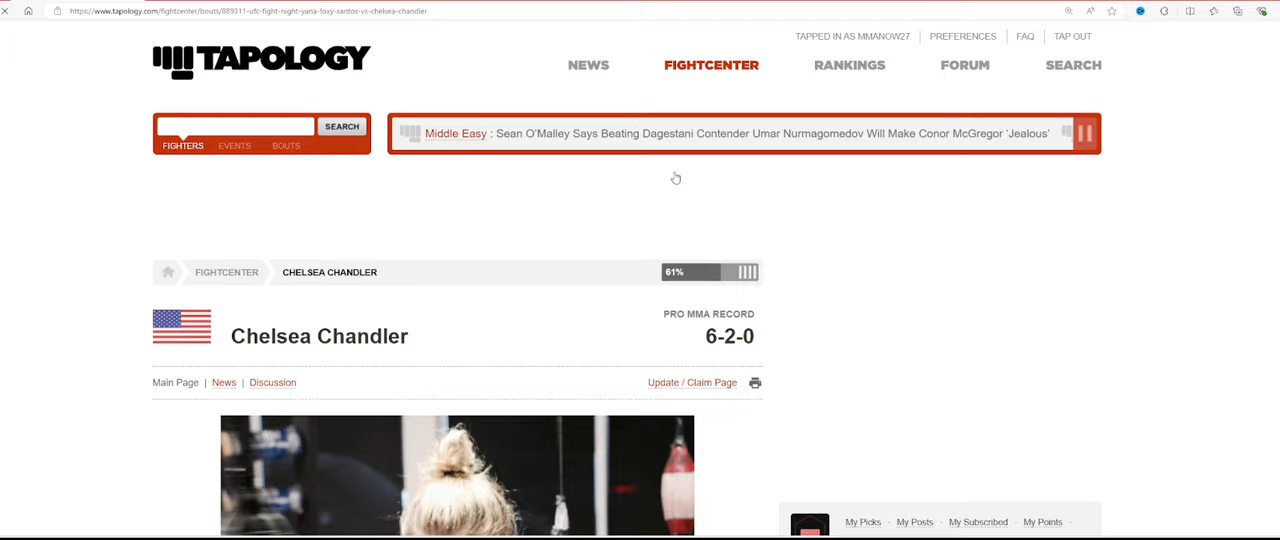 https://www.tapology.com/fightcenter/bouts/889311-ufc-fight-night-yana-foxy-santos-vs-chelsea-chandler
TAPPED IN AS MMANOW27 | PREFERENCES | FAQ | TAP OUT
TAPOLOGY
NEWS FIGHTCENTER RANKINGS FORUM SEARCH
SEARCH
FIGHTERS EVENTS BOUTS
Middle Easy : Sean O'Malley Says Beating Dagestani Contender Umar Nurmagomedov Will Make Conor McGregor 'Jealous'
FIGHTCENTER CHELSEA CHANDLER 61%
PRO MMA RECORD
Chelsea Chandler 6-2-0
Main Page | News | Discussion Update / Claim Page
My Picks · My Posts · My Subscribed · My Points ·